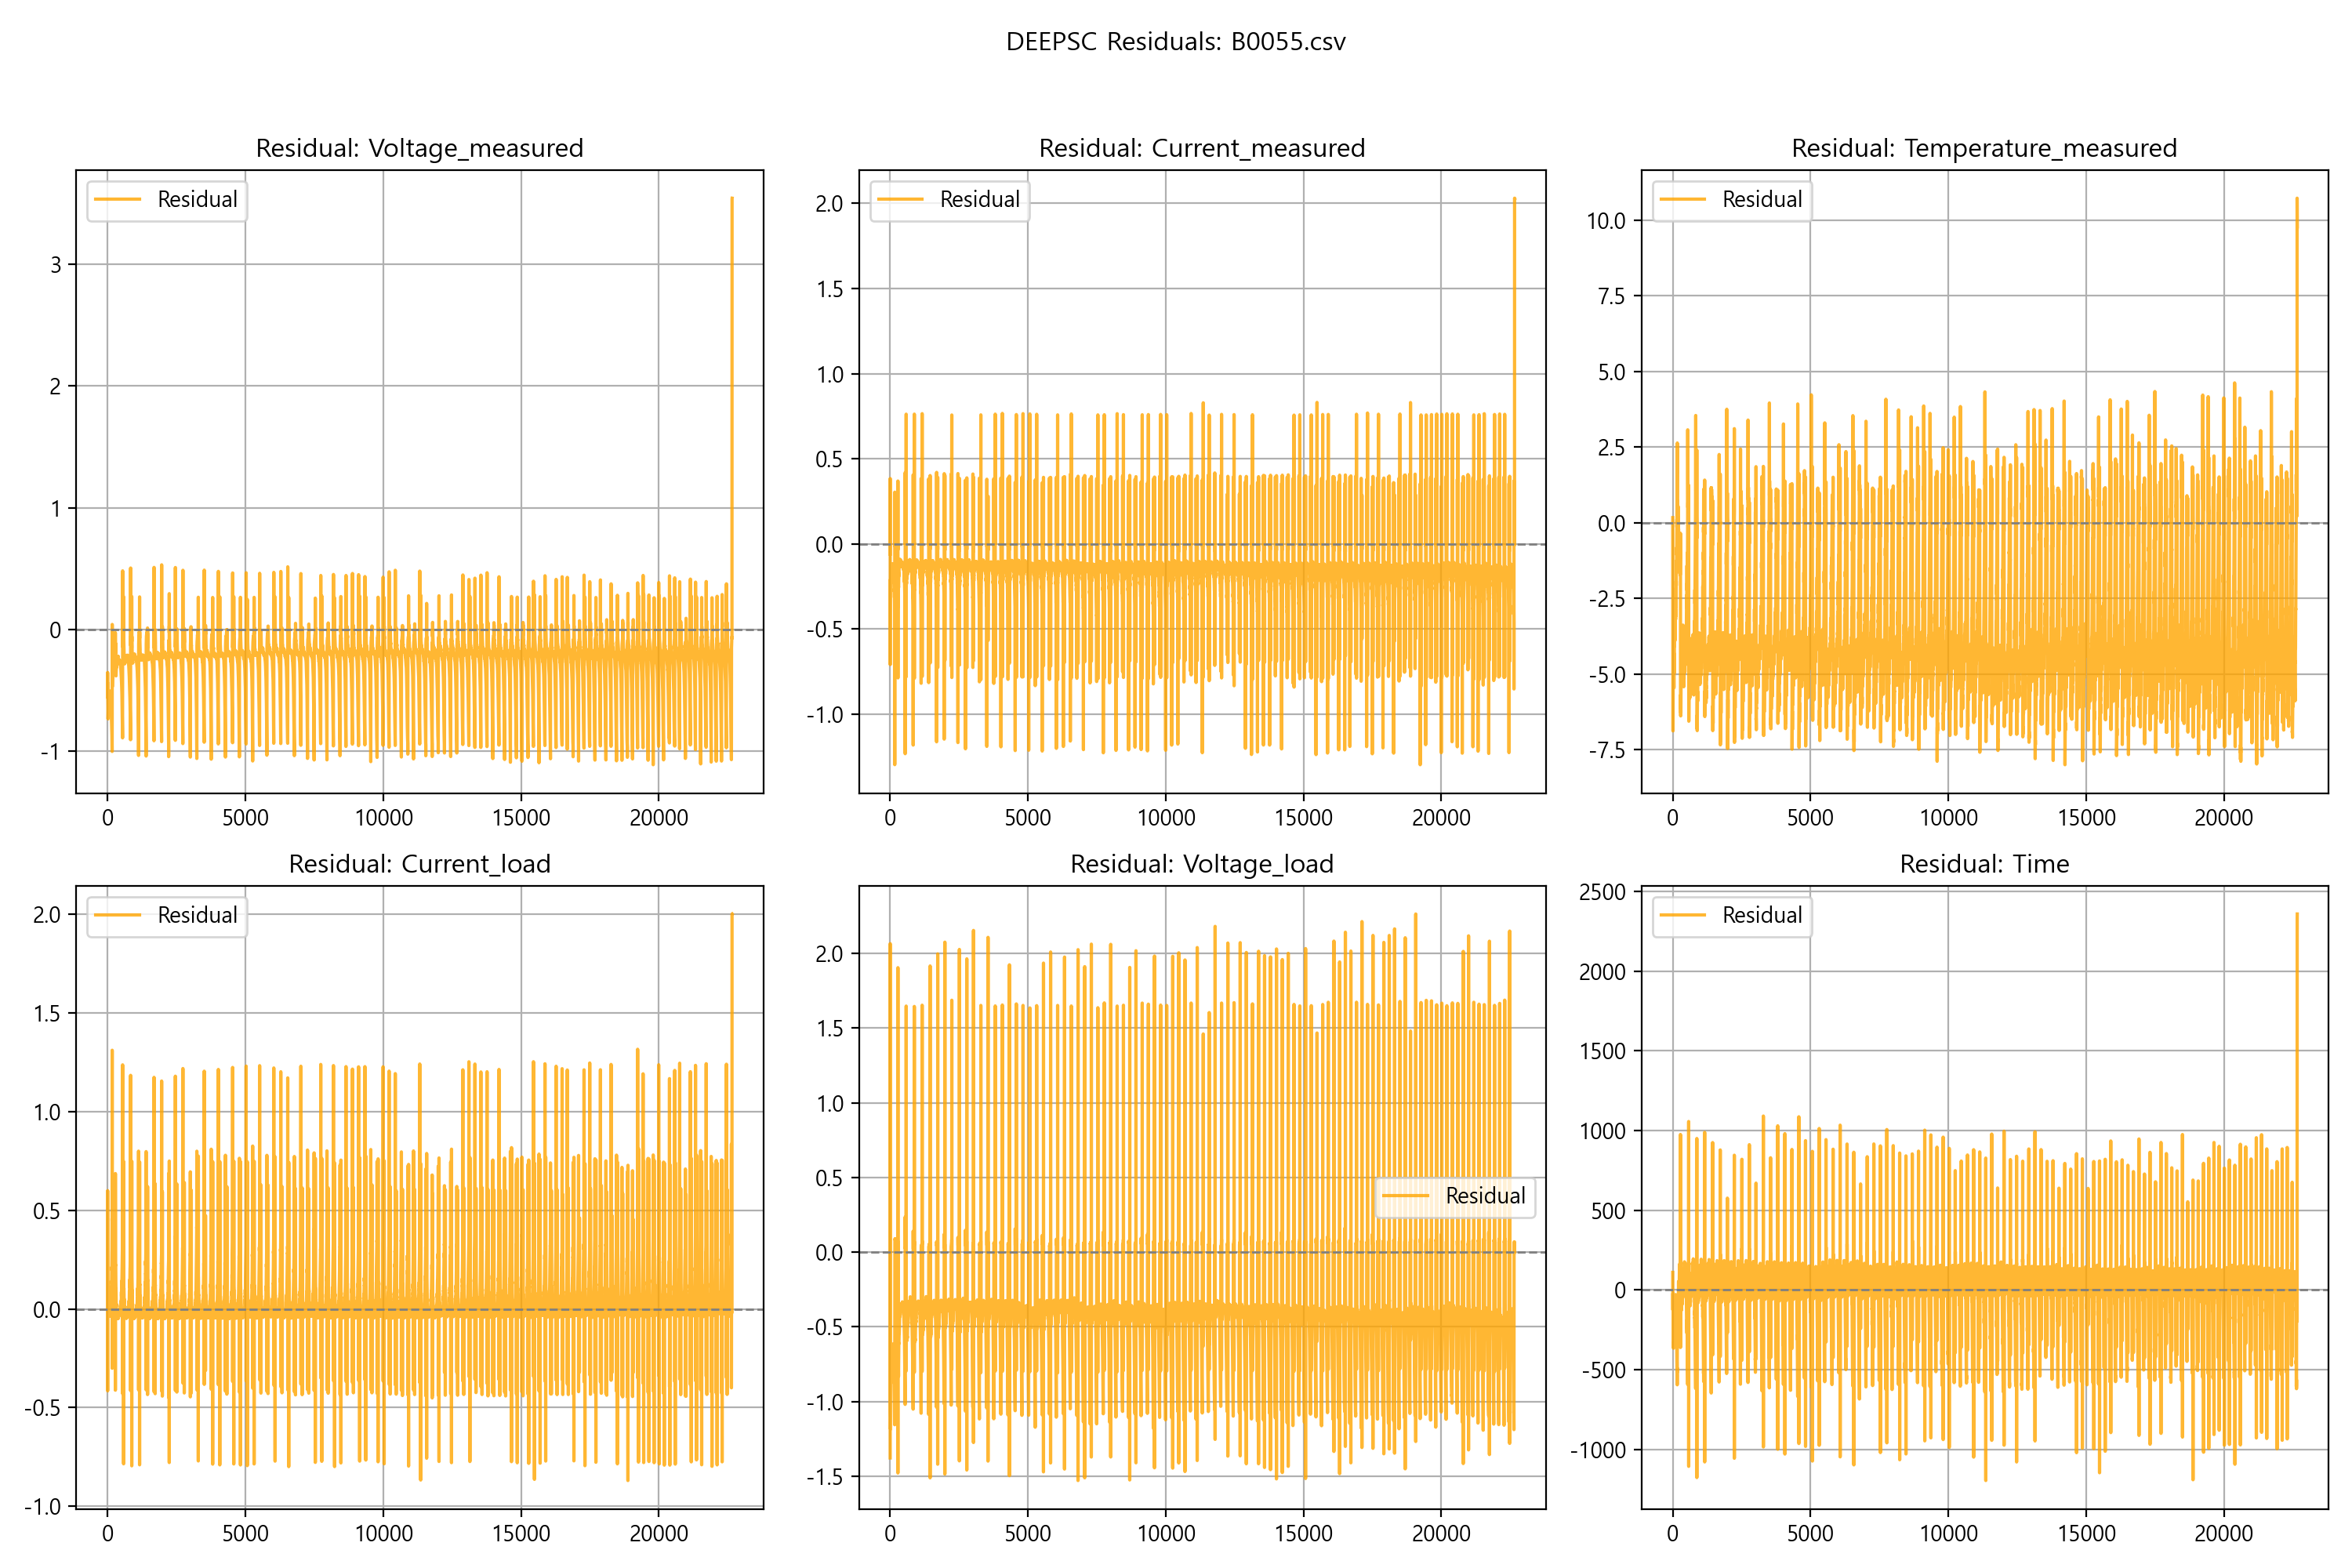 DEEPSC Residuals: B0055.csv
Residual: Voltage_measured
Residual
3
2
1
0
-1
0 5000 10000 15000 20000
Residual: Current_measured
Residual
2.0
1.5
1.0
0.5
0.0
-0.5
-1.0
0 5000 10000 15000 20000
Residual: Temperature_measured
Residual
10.0
7.5
5.0
2.5
0.0
-2.5
-5.0
-7.5
0 5000 10000 15000 20000
Residual: Current_load
Residual
2.0
1.5
1.0
0.5
0.0
-0.5
-1.0
0 5000 10000 15000 20000
Residual: Voltage_load
Residual
2.0
1.5
1.0
0.5
0.0
-0.5
-1.0
-1.5
0 5000 10000 15000 20000
Residual: Time
Residual
2500
2000
1500
1000
500
0
-500
-1000
0 5000 10000 15000 20000